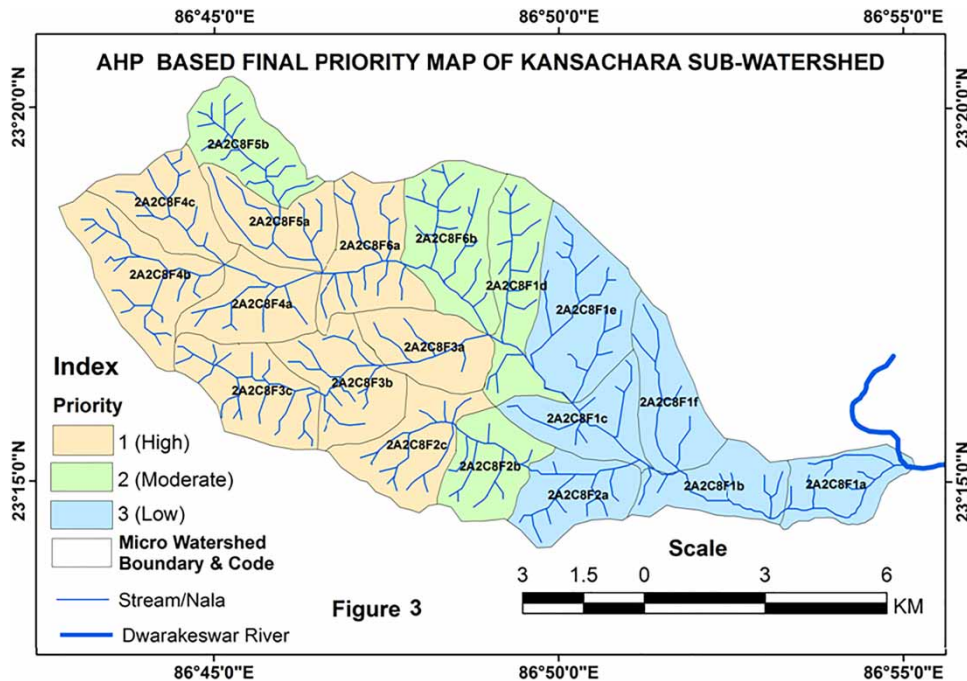 86°45'0"E 86°50'0"E 86°55'0"E
AHP BASED FINAL PRIORITY MAP OF KANSACHARA SUB-WATERSHED
23°20'0"N 23°20'0"N
2A2C8F5b
2A2C8F4c
2A2C8F5a
2A2C8F6a
2A2C8F6b
2A2C8F1d
2A2C8F4b
2A2C8F4a
2A2C8F1e
2A2C8F3a
2A2C8F3b
2A2C8F3c
2A2C8F1c
2A2C8F1f
2A2C8F2c
2A2C8F2b
2A2C8F2a
2A2C8F1b
2A2C8F1a
23°15'0"N 23°15'0"N
Index
Priority
1 (High)
2 (Moderate)
3 (Low)
Micro Watershed
Boundary & Code
Stream/Nala
Dwarakeswar River
Figure 3
Scale
3 1.5 0 3 6
KM
86°45'0"E 86°50'0"E 86°55'0"E